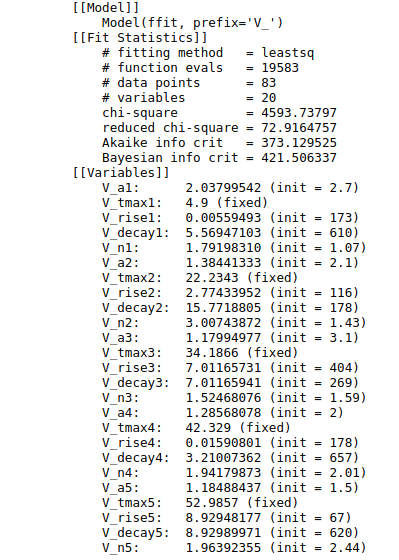 [[Model]]
    Model(ffit, prefix='V_')
[[Fit Statistics]]
    # fitting method   = leastsq
    # function evals   = 19583
    # data points      = 83
    # variables        = 20
    chi-square         = 4593.73797
    reduced chi-square = 72.9164757
    Akaike info crit   = 373.129525
    Bayesian info crit = 421.506337
[[Variables]]
    V_a1:      2.03799542 (init = 2.7)
    V_tmax1:   4.9 (fixed)
    V_rise1:   0.00559493 (init = 173)
    V_decay1:  5.56947103 (init = 610)
    V_n1:      1.79198310 (init = 1.07)
    V_a2:      1.38441333 (init = 2.1)
    V_tmax2:   22.2343 (fixed)
    V_rise2:   2.77433952 (init = 116)
    V_decay2:  15.7718805 (init = 178)
    V_n2:      3.00743872 (init = 1.43)
    V_a3:      1.17994977 (init = 3.1)
    V_tmax3:   34.1866 (fixed)
    V_rise3:   7.01165731 (init = 404)
    V_decay3:  7.01165941 (init = 269)
    V_n3:      1.52468076 (init = 1.59)
    V_a4:      1.28568078 (init = 2)
    V_tmax4:   42.329 (fixed)
    V_rise4:   0.01590801 (init = 178)
    V_decay4:  3.21007362 (init = 657)
    V_n4:      1.94179873 (init = 2.01)
    V_a5:      1.18488437 (init = 1.5)
    V_tmax5:   52.9857 (fixed)
    V_rise5:   8.92948177 (init = 67)
    V_decay5:  8.92989971 (init = 620)
    V_n5:      1.96392355 (init = 2.44)